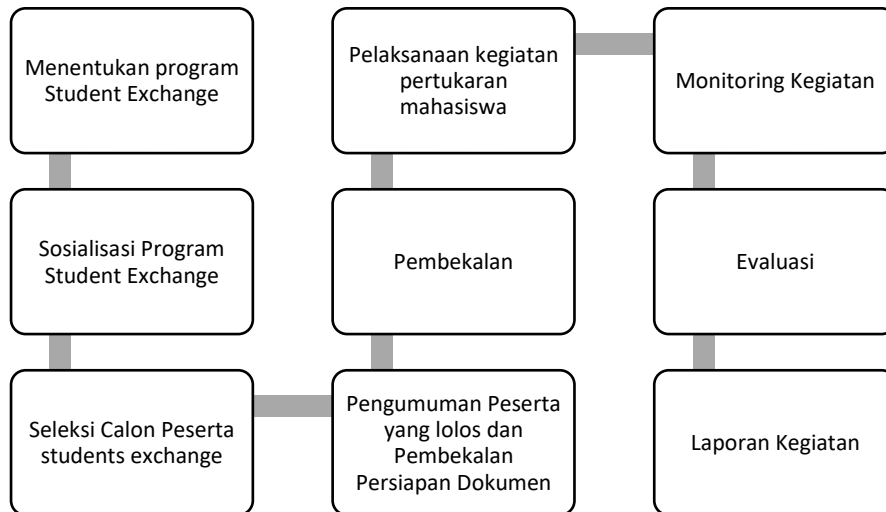 Menentukan program
Student Exchange
Sosialisasi Program
Student Exchange
Seleksi Calon Peserta
students exchange
Pengumuman Peserta
yang lolos dan
Pembekalan
Persiapan Dokumen
Pembekalan
Pelaksanaan kegiatan
pertukaran
mahasiswa
Monitoring Kegiatan
Evaluasi
Laporan Kegiatan